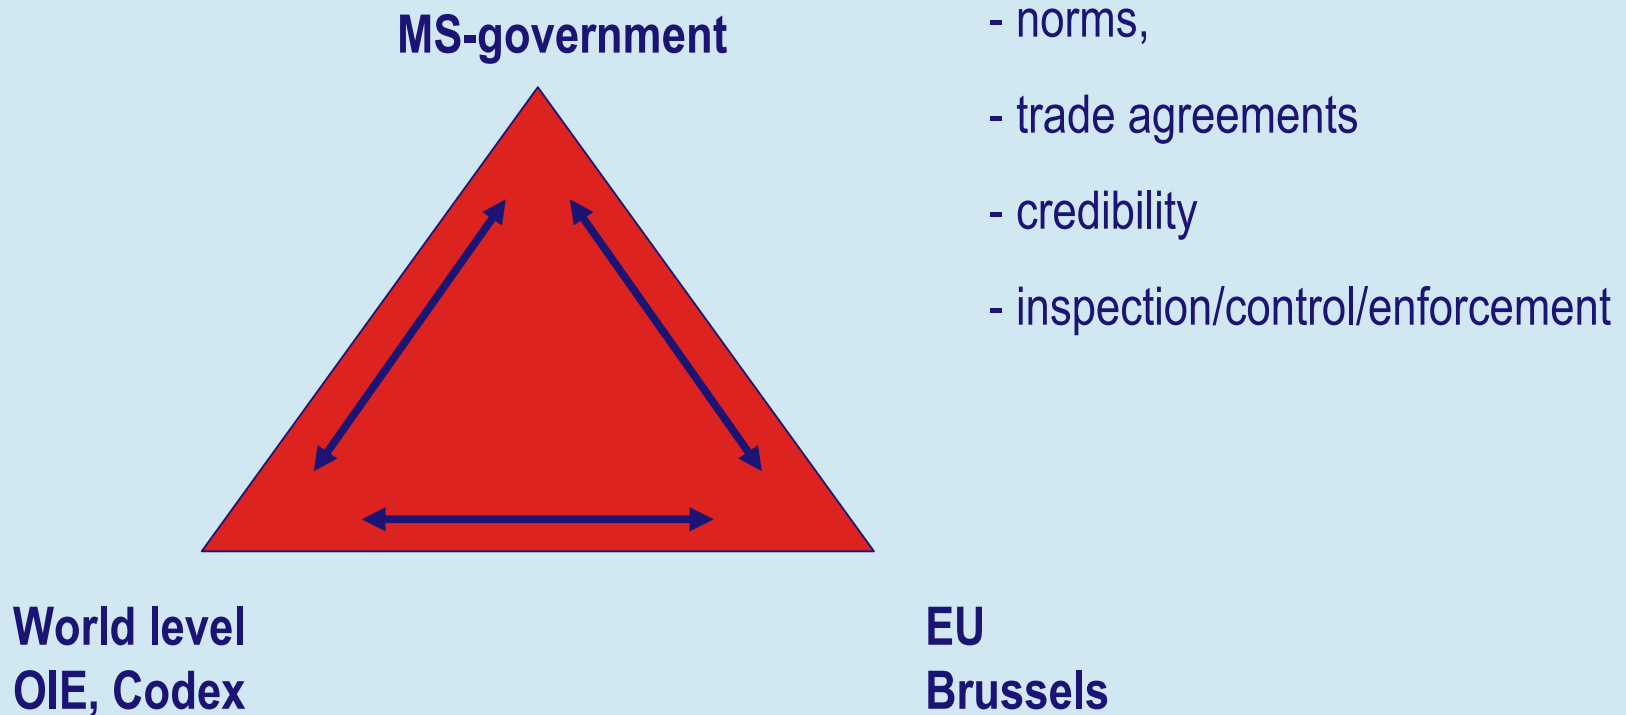 MS-government
- norms,
- trade agreements
- credibility
- inspection/control/enforcement
World level
OIE, Codex
EU
Brussels